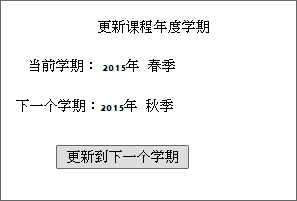 更新课程年度学期
当前学期： 2015年 春季
下一个学期：2015年 秋季
更新到下一个学期